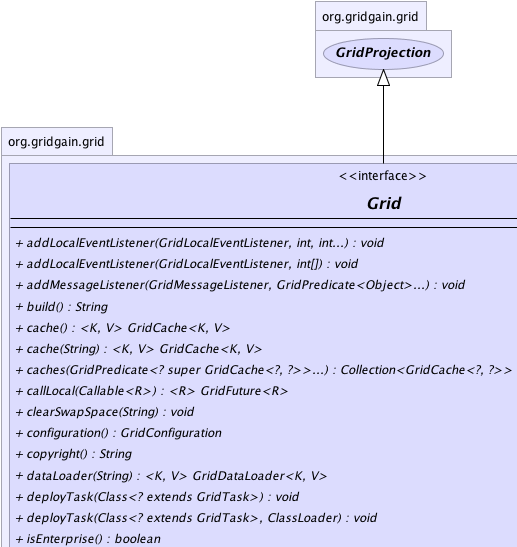 org.gridgain.grid
GridProjection
org.gridgain.grid
<<interface>>
Grid
+ addLocalEventListener(GridLocalEventListener, int, int...) : void
+ addLocalEventListener(GridLocalEventListener, int[]) : void
+ addMessageListener(GridMessageListener, GridPredicate<Object>...) : void
+ build() : String
+ cache() : <K, V> GridCache<K, V>
+ cache(String) : <K, V> GridCache<K, V>
+ caches(GridPredicate<? super GridCache<?, ?>>...) : Collection<GridCache<?, ?>>
+ callLocal(Callable<R>) : <R> GridFuture<R>
+ clearSwapSpace(String) : void
+ configuration() : GridConfiguration
+ copyright() : String
+ dataLoader(String) : <K, V> GridDataLoader<K, V>
+ deployTask(Class<? extends GridTask>) : void
+ deployTask(Class<? extends GridTask>, ClassLoader) : void
+ isEnterprise() : boolean